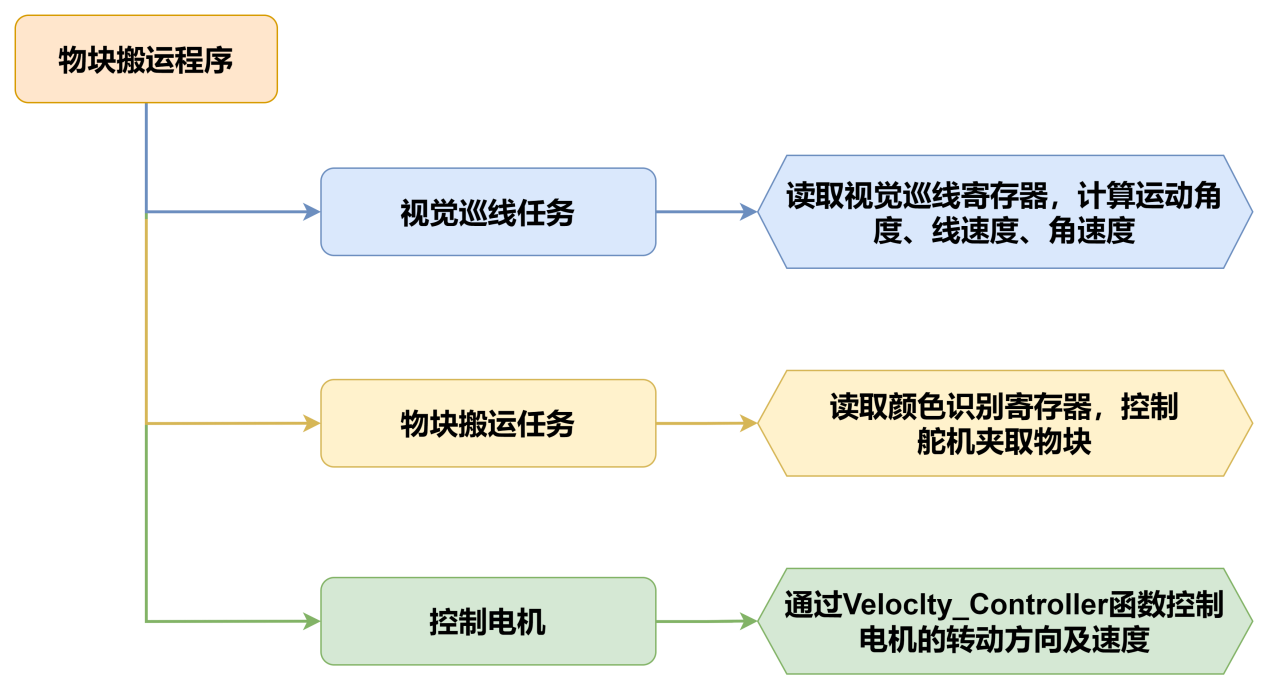 物块搬运程序
视觉巡线任务
读取视觉巡线寄存器，计算运动角
度、线速度、角速度
物块搬运任务
读取颜色识别寄存器，控制
舵机夹取物块
控制电机
通过Veloclty_Controller函数控制
电机的转动方向及速度